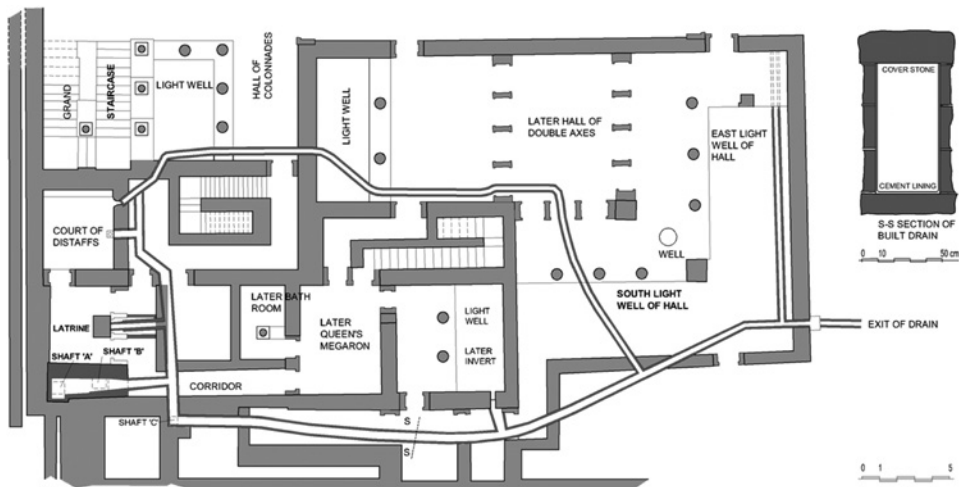 GRAND
STAIRCASE
LIGHT WELL
HALL OF
COLONNADES
LIGHT WELL
LATER HALL OF
DOUBLE AXES
EAST LIGHT
WELL OF
HALL
COVER STONE
CEMENT LINING
S-S SECTION OF
BUILT DRAIN
0 10 50 cm
COURT OF
DISTAFFS
WELL
SOUTH LIGHT
WELL OF HALL
LATER BATH
ROOM
LATER
QUEEN'S
MEGARON
LIGHT
WELL
LATER
INVERT
LATRINE
SHAFT 'A'
SHAFT 'B'
EXIT OF DRAIN
CORRIDOR
SHAFT 'C'
S
S
0 1 5